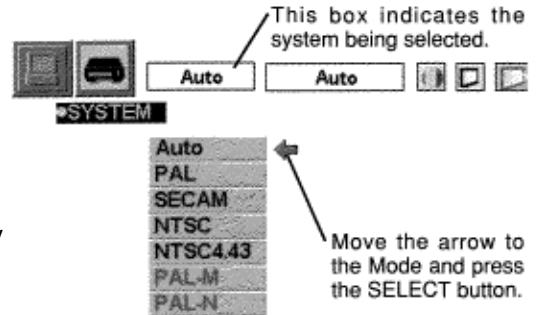 This box indicates the
system being selected.
Auto
Auto
SYSTEM
Auto
PAL
SECAM
NTSC
NTSC4.43
PAL-M
PAL-N
Move the arrow to
the Mode and press
the SELECT button.